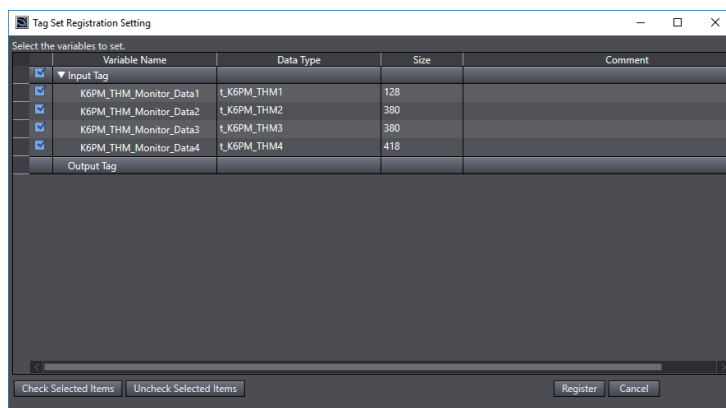 Tag Set Registration Setting
Select the variables to set.
Variable Name Data Type Size Comment
▼ Input Tag
K6PM_THM_Monitor_Data1 t_K6PM_THM1 128
K6PM_THM_Monitor_Data2 t_K6PM_THM2 380
K6PM_THM_Monitor_Data3 t_K6PM_THM3 380
K6PM_THM_Monitor_Data4 t_K6PM_THM4 418
Output Tag
Check Selected Items Uncheck Selected Items Register Cancel